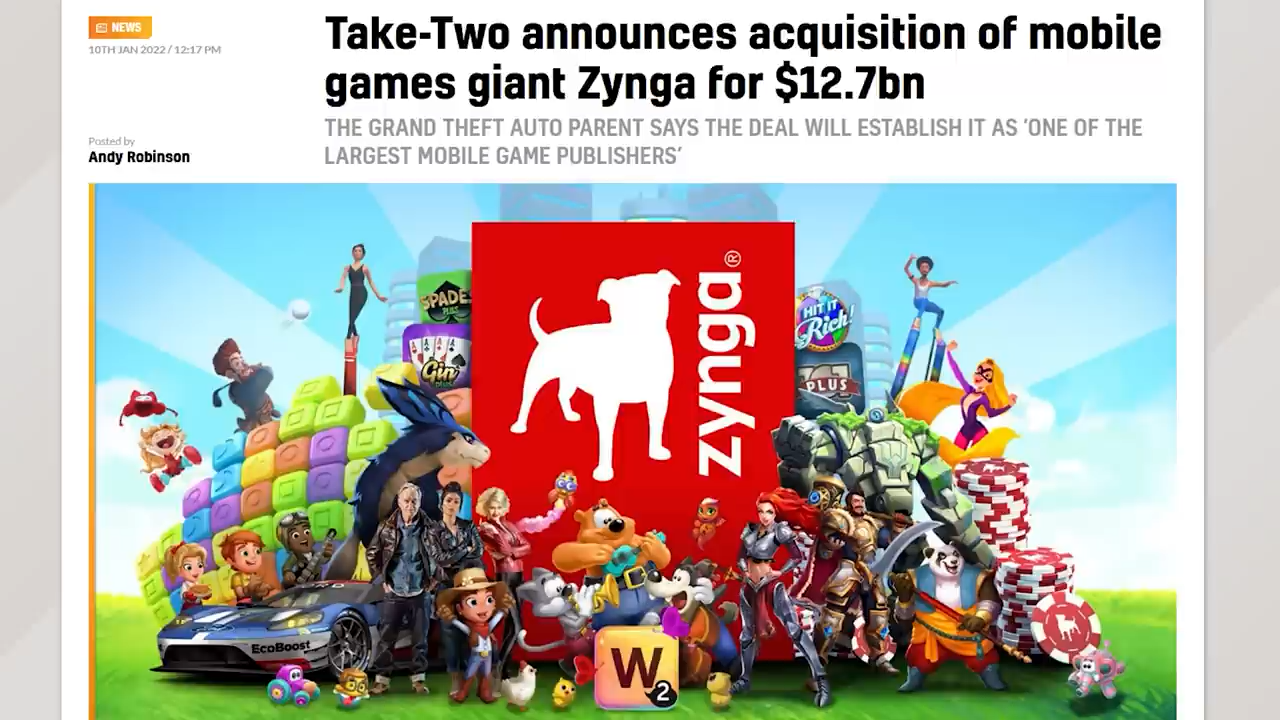 NEWS
10TH JAN 2022 / 12:17 PM
Posted by
Andy Robinson
Take-Two announces acquisition of mobile
games giant Zynga for $12.7bn
THE GRAND THEFT AUTO PARENT SAYS THE DEAL WILL ESTABLISH IT AS 'ONE OF THE
LARGEST MOBILE GAME PUBLISHERS'
zynga®
SPADES
PLUS
Gin
PLUS
HIT IT
Rich!
PLUS
EcoBoost
W
2